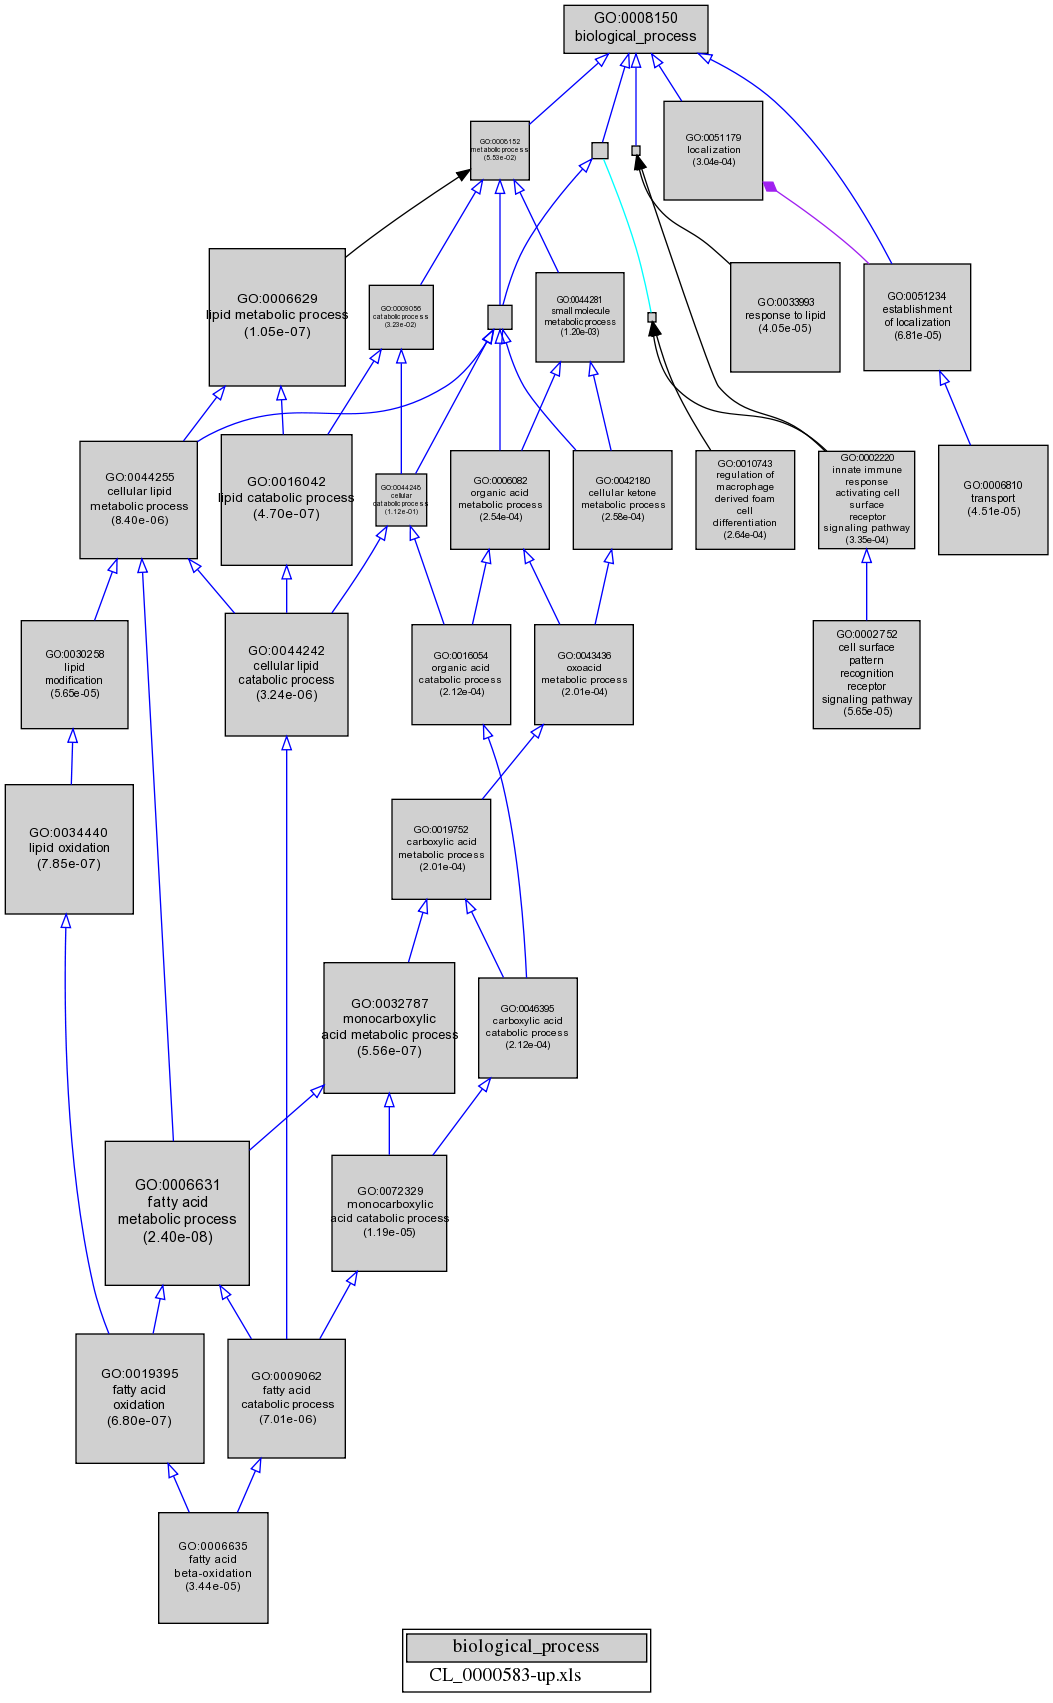 GO:0008150
biological_process
GO:0008152
metabolic process
(5.53e-02)
GO:0051179
localization
(3.04e-04)
GO:0006629
lipid metabolic process
(1.05e-07)
GO:0009056
catabolic process
(3.23e-02)
GO:0044281
small molecule
metabolic process
(1.20e-03)
GO:0033993
response to lipid
(4.05e-05)
GO:0051234
establishment
of localization
(6.81e-05)
GO:0044255
cellular lipid
metabolic process
(8.40e-06)
GO:0016042
lipid catabolic process
(4.70e-07)
GO:0044248
cellular
catabolic process
(1.12e-01)
GO:0006082
organic acid
metabolic process
(2.54e-04)
GO:0042180
cellular ketone
metabolic process
(2.58e-04)
GO:0010743
regulation of
macrophage
derived foam
cell
differentiation
(2.64e-04)
GO:0002220
innate immune
response
activating cell
surface
receptor
signaling pathway
(3.35e-04)
GO:0006810
transport
(4.51e-05)
GO:0030258
lipid
modification
(5.65e-05)
GO:0044242
cellular lipid
catabolic process
(3.24e-06)
GO:0016054
organic acid
catabolic process
(2.12e-04)
GO:0043436
oxoacid
metabolic process
(2.01e-04)
GO:0002752
cell surface
pattern
recognition
receptor
signaling pathway
(5.65e-05)
GO:0034440
lipid oxidation
(7.85e-07)
GO:0019752
carboxylic acid
metabolic process
(2.01e-04)
GO:0032787
monocarboxylic
acid metabolic process
(5.56e-07)
GO:0046395
carboxylic acid
catabolic process
(2.12e-04)
GO:0006631
fatty acid
metabolic process
(2.40e-08)
GO:0072329
monocarboxylic
acid catabolic process
(1.19e-05)
GO:0019395
fatty acid
oxidation
(6.80e-07)
GO:0009062
fatty acid
catabolic process
(7.01e-06)
GO:0006635
fatty acid
beta-oxidation
(3.44e-05)
biological_process
CL_0000583-up.xls